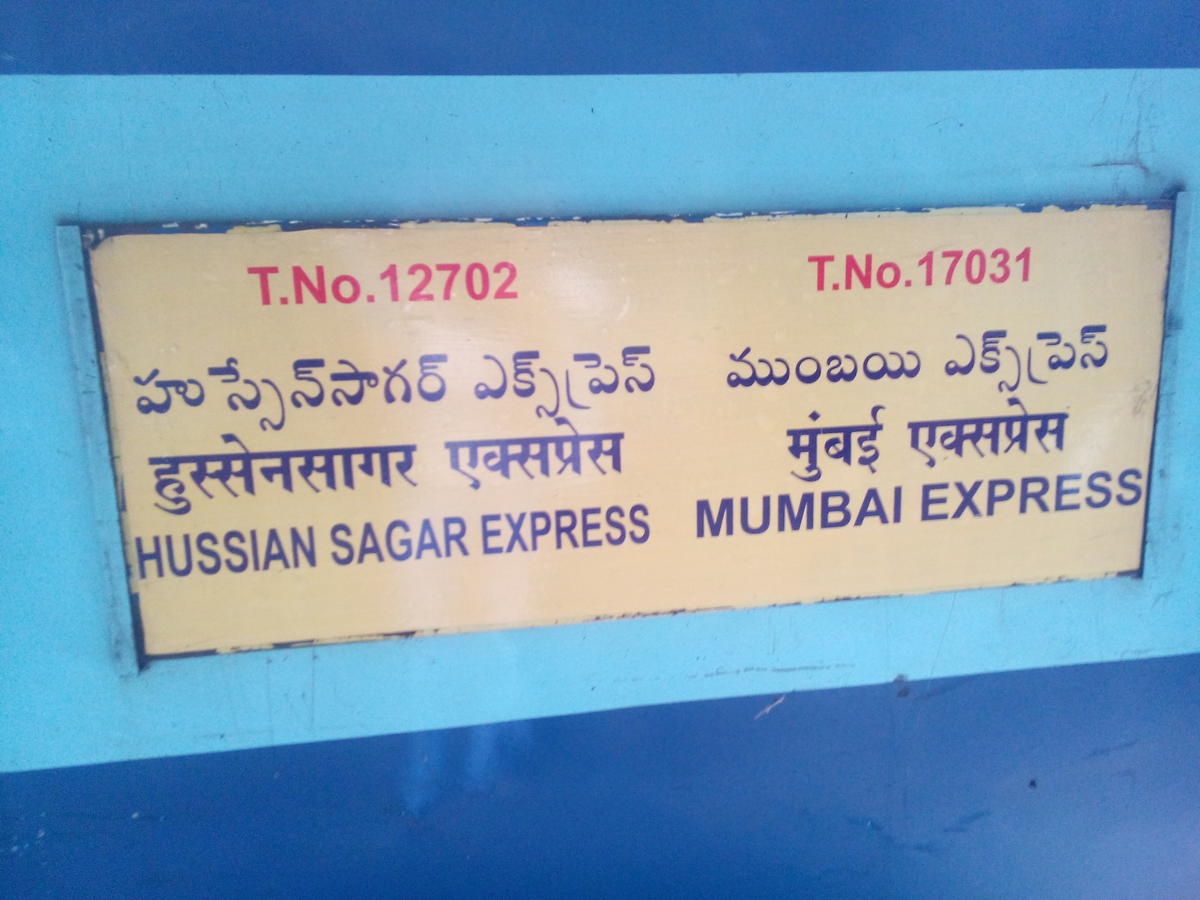 T.No.12702
హుస్సేన్‌సాగర్ ఎక్స్‌ప్రెస్
हुस्सेनसागर एक्सप्रेस
HUSSIAN SAGAR EXPRESS
T.No.17031
ముంబయి ఎక్స్‌ప్రెస్
मुंबई एक्सप्रेस
MUMBAI EXPRESS